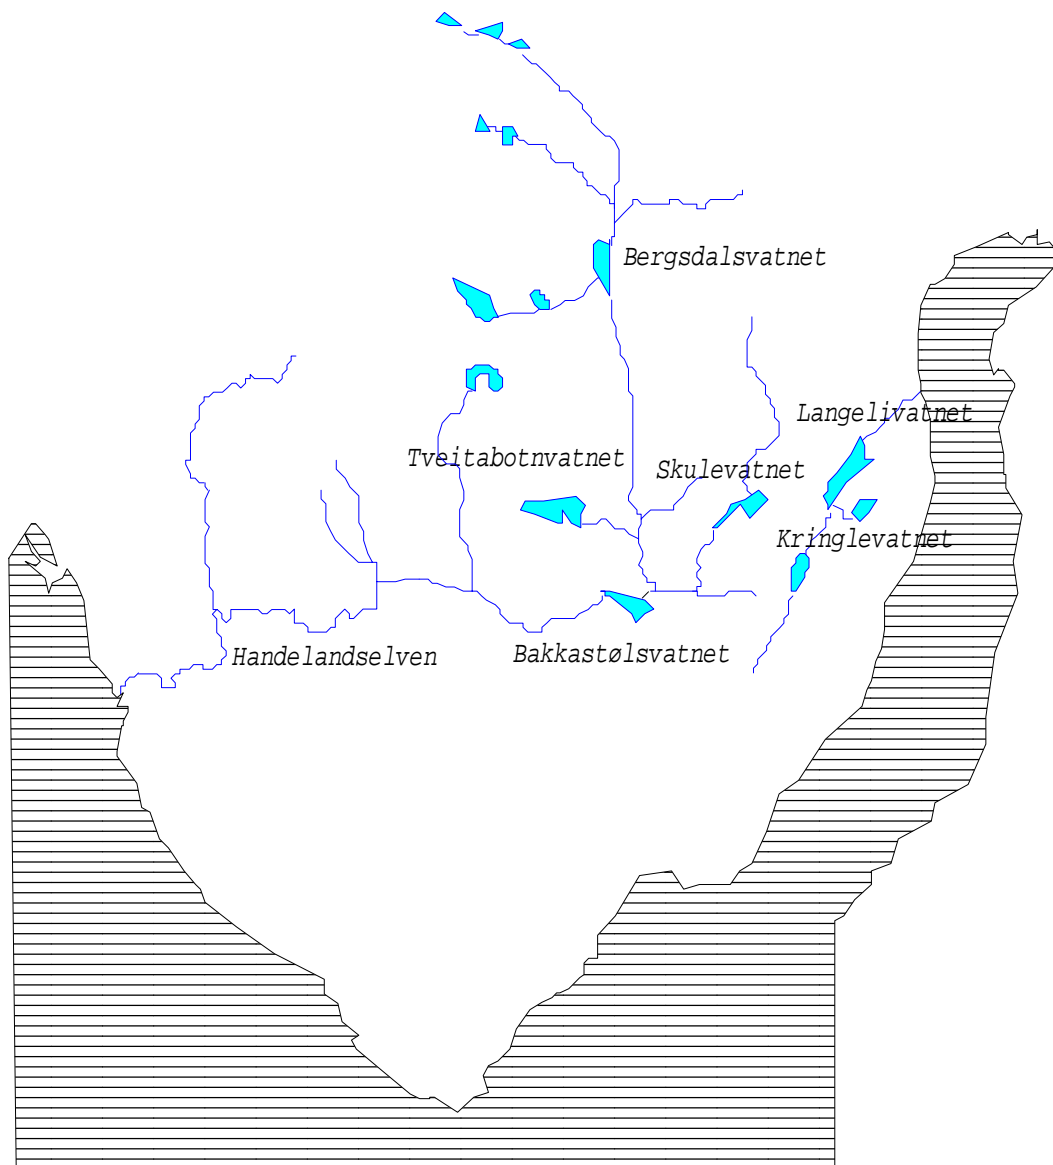 Bergsdalsvatnet
Langelivatnet
Tveitabotnvatnet
Skulevatnet
Kringlevatnet
Handelandselven
Bakkastølsvatnet